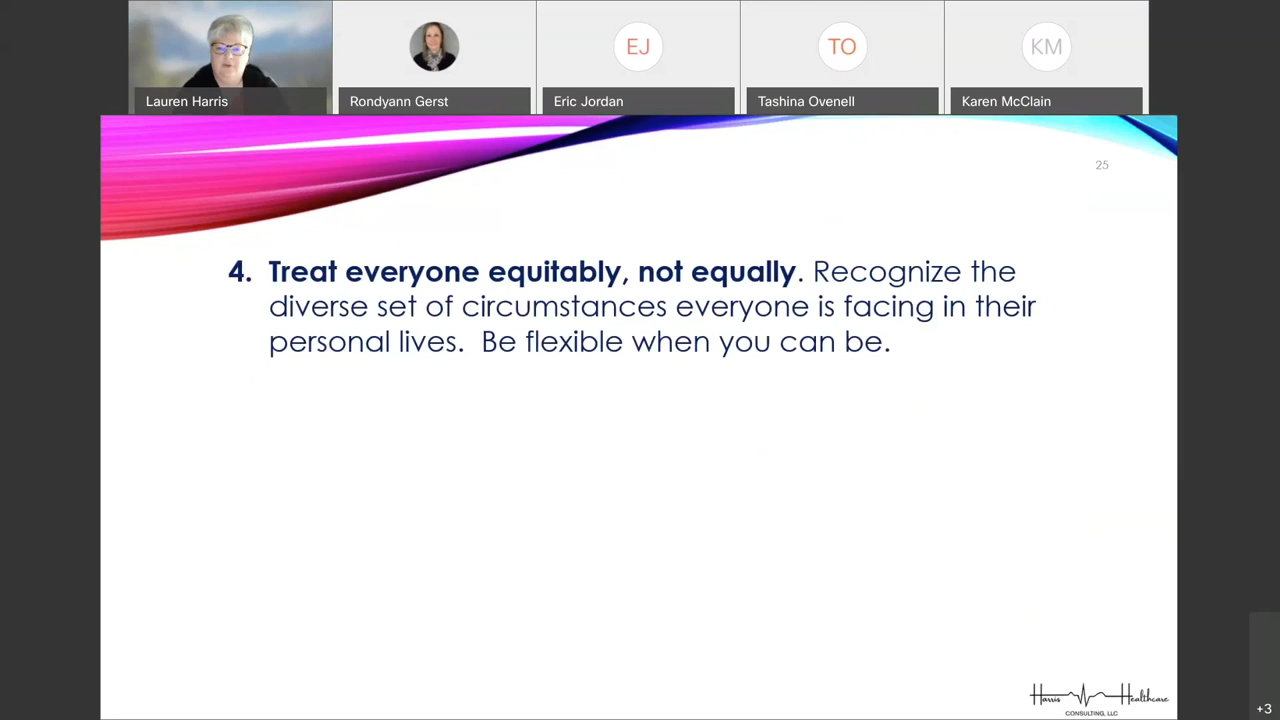 EJ
TO
KM
Lauren Harris
Rondyann Gerst
Eric Jordan
Tashina Ovenell
Karen McClain
25
4. Treat everyone equitably, not equally. Recognize the
diverse set of circumstances everyone is facing in their
personal lives.  Be flexible when you can be.
Harris Healthcare
CONSULTING, LLC
+3